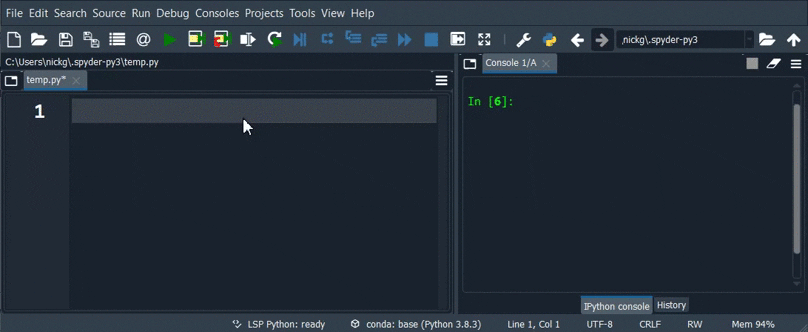 File Edit Search Source Run Debug Consoles Projects Tools View Help
.nickg\.spyder-py3
C:\Users\nickg\.spyder-py3\temp.py
temp.py*
Console 1/A
1
In [6]:
IPython console History
LSP Python: ready conda: base (Python 3.8.3) Line 1, Col 1 UTF-8 CRLF RW Mem 94%